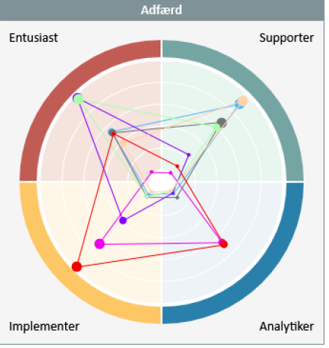 Adfærd
Entusiast
Supporter
Implementer
Analytiker